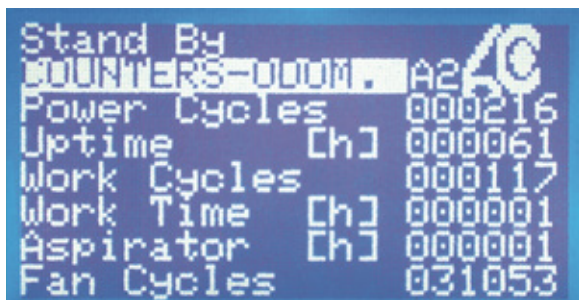 Stand By
COUNTERS-ODOM. A2
Power Cycles 000216
Uptime [h] 000061
Work Cycles 000117
Work Time [h] 000001
Aspirator [h] 000001
Fan Cycles 031053